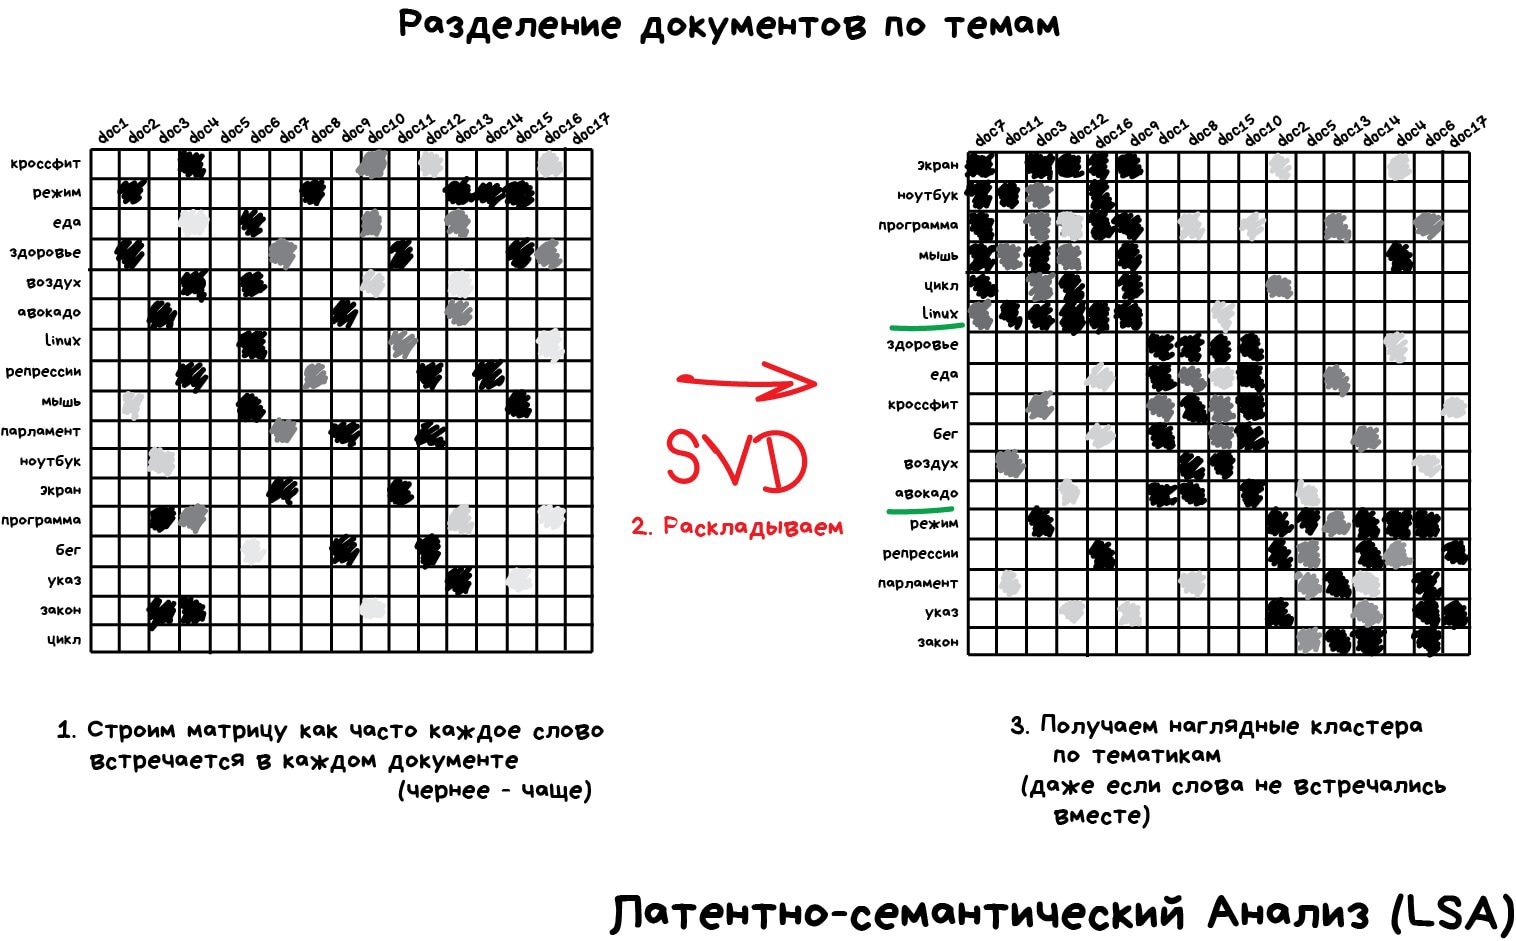 Разделение документов по темам
doc1 doc2 doc3 doc4 doc5 doc6 doc7 doc8 doc9 doc10 doc11 doc12 doc13 doc14 doc15 doc16 doc17
кроссфит
режим
еда
здоровье
воздух
авокадо
linux
репрессии
мышь
парламент
ноутбук
экран
программа
бег
указ
закон
цикл
1. Строим матрицу как часто каждое слово
встречается в каждом документе
(чернее - чаще)
SVD
2. Раскладываем
doc7 doc11 doc3 doc12 doc16 doc9 doc1 doc8 doc15 doc10 doc2 doc5 doc13 doc14 doc4 doc6 doc17
экран
ноутбук
программа
мышь
цикл
linux
здоровье
еда
кроссфит
бег
воздух
авокадо
режим
репрессии
парламент
указ
закон
3. Получаем наглядные кластера
по тематикам
(даже если слова не встречались
вместе)
Латентно-семантический Анализ (LSA)